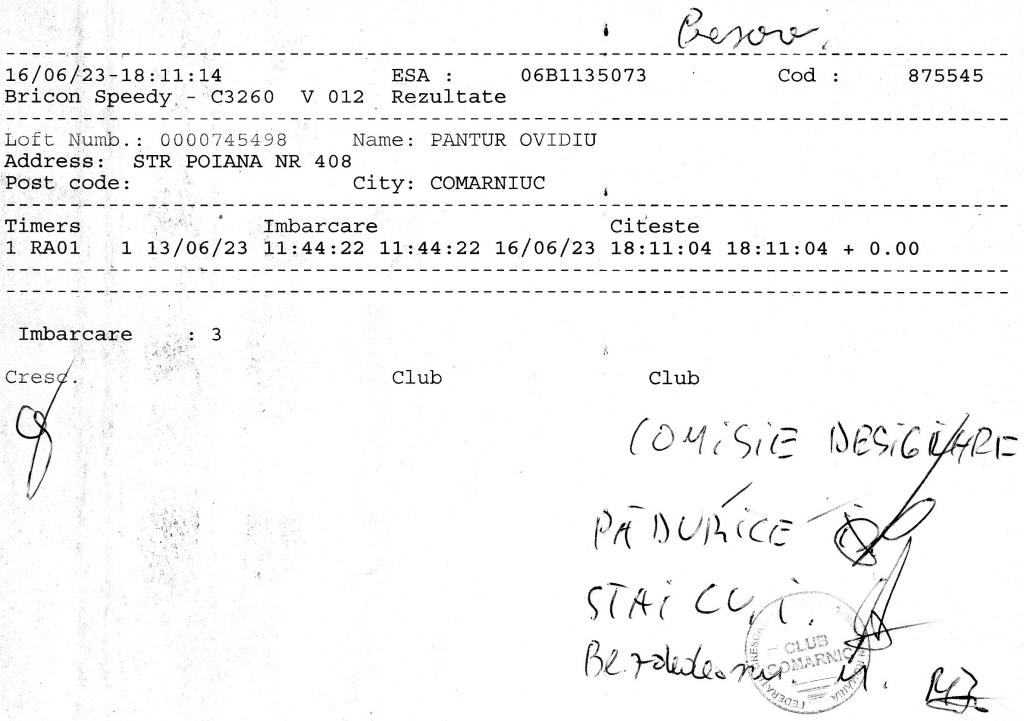 16/06/23-18:11:14 ESA : 06B1135073 Cod : 875545
Bricon Speedy - C3260 V 012 Rezultate
Loft Numb.: 0000745498 Name: PANTUR OVIDIU
Address: STR POIANA NR 408
Post code: City: COMARNIUC
Timers Imbarcare Citeste
1 RA01 1 13/06/23 11:44:22 11:44:22 16/06/23 18:11:04 18:11:04 + 0.00
Imbarcare : 3
Cresc. Club Club
COMiSiE DESiGiLARE
PĂDURICE
STAiCU. i.
CLUB
COMARNIC
M.